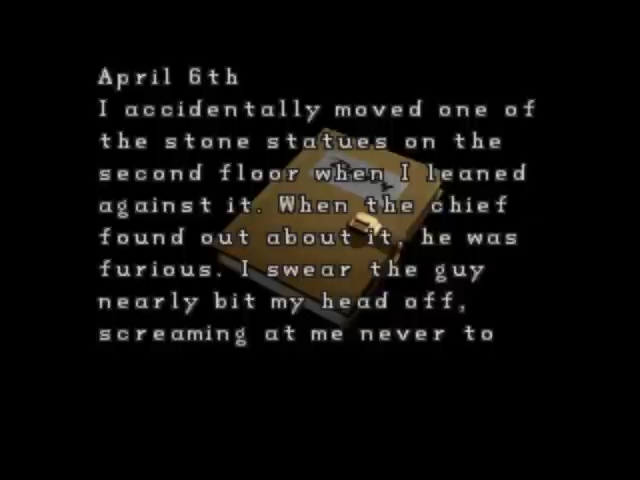 April 6th
I accidentally moved one of
the stone statues on the
second floor when I leaned
against it. When the chief
found out about it, he was
furious. I swear the guy
nearly bit my head off,
screaming at me never to